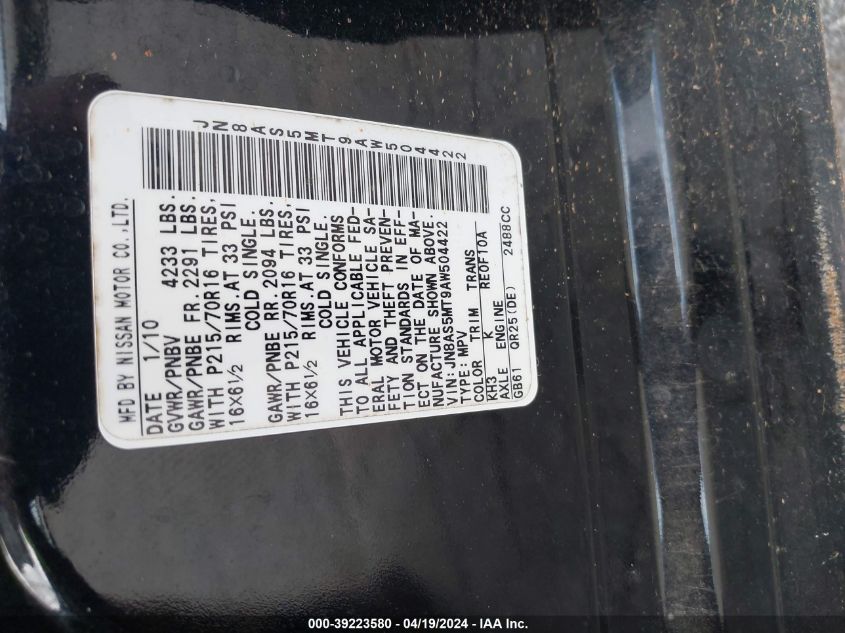 MFD BY NISSAN MOTOR CO.,LTD.
DATE 1/10
GVWR/PNBV 4233 LBS.
GAWR/PNBE FR. 2291 LBS.
WITH P215/70R16 TIRES,
16X6½ RIMS.AT 33 PSI
COLD SINGLE.
GAWR/PNBE RR. 2094 LBS.
WITH P215/70R16 TIRES,
16X6½ RIMS.AT 33 PSI
COLD SINGLE.
THIS VEHICLE CONFORMS
TO ALL APPLICABLE FED-
ERAL MOTOR VEHICLE SA-
FETY AND THEFT PREVEN-
TION STANDARDS IN EFF-
ECT ON THE DATE OF MA-
NUFACTURE SHOWN ABOVE.
VIN:JN8AS5MT9AW504422
TYPE: MPV
COLOR TRIM TRANS
KH3 K RE0F10A
AXLE ENGINE
GB61 QR25(DE) 2488CC
JN8AS5MT9AW504422
000-39223580 - 04/19/2024 - IAA Inc.